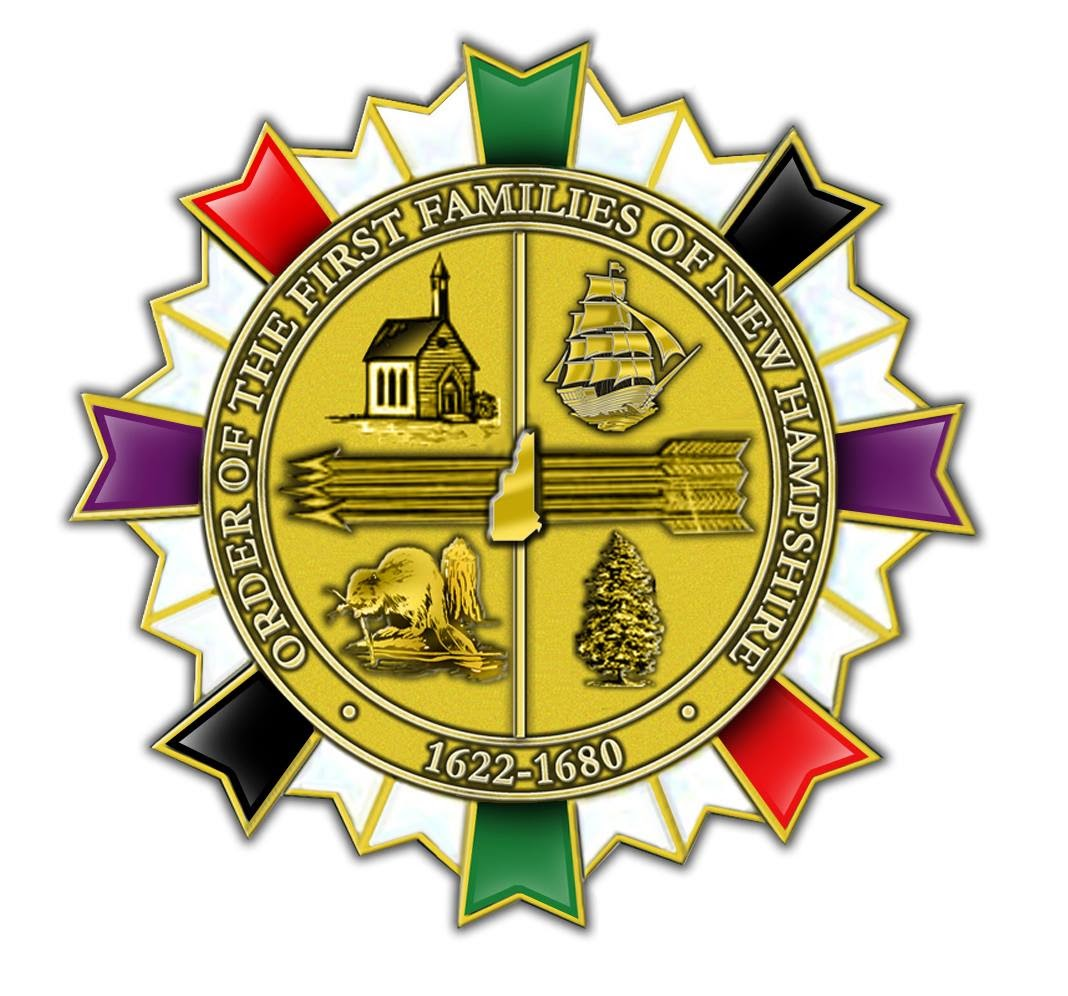 ORDER OF THE FIRST FAMILIES OF NEW HAMPSHIRE
1622-1680